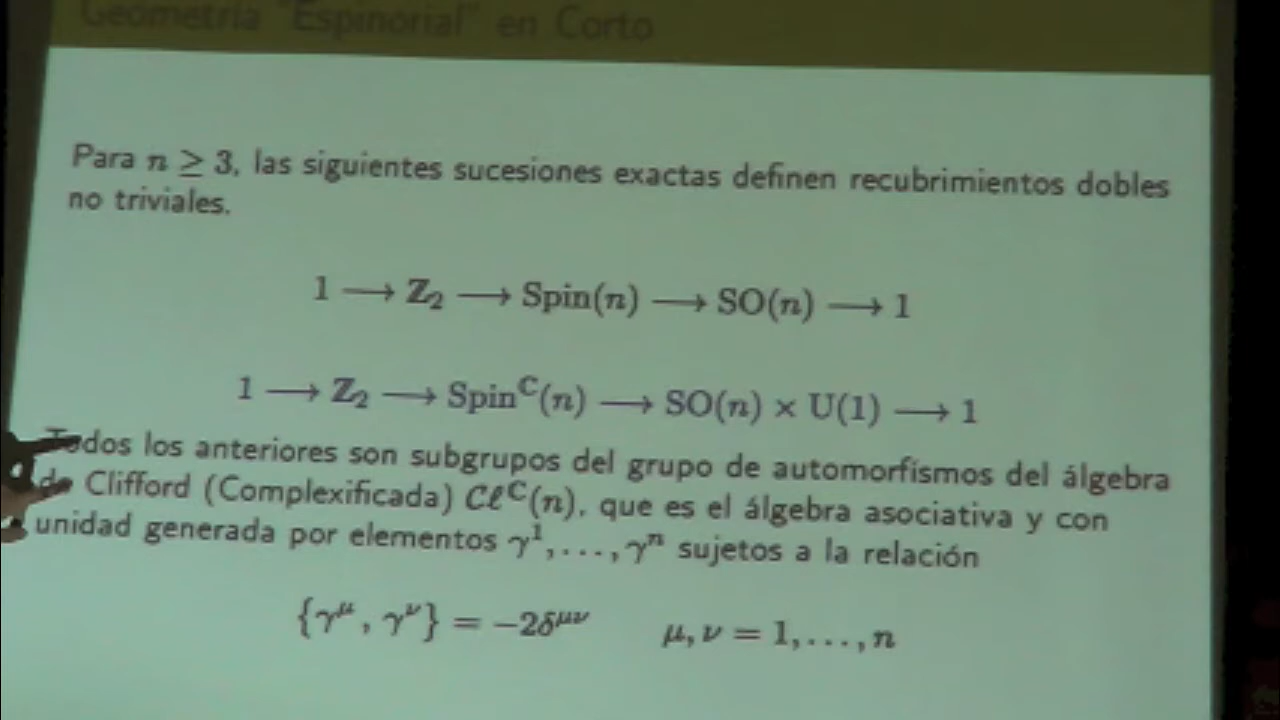 Geometría "Espinorial" en Corto
Para n ≥ 3, las siguientes sucesiones exactas definen recubrimientos dobles
no triviales.
1 ⟶ ℤ₂ ⟶ Spin(n) ⟶ SO(n) ⟶ 1
1 ⟶ ℤ₂ ⟶ Spin^ℂ(n) ⟶ SO(n) × U(1) ⟶ 1
Todos los anteriores son subgrupos del grupo de automorfismos del álgebra
de Clifford (Complexificada) Cℓ^ℂ(n), que es el álgebra asociativa y con
unidad generada por elementos γ¹, . . . , γⁿ sujetos a la relación
{γ^μ, γ^ν} = −2δ^μν μ, ν = 1, . . . , n